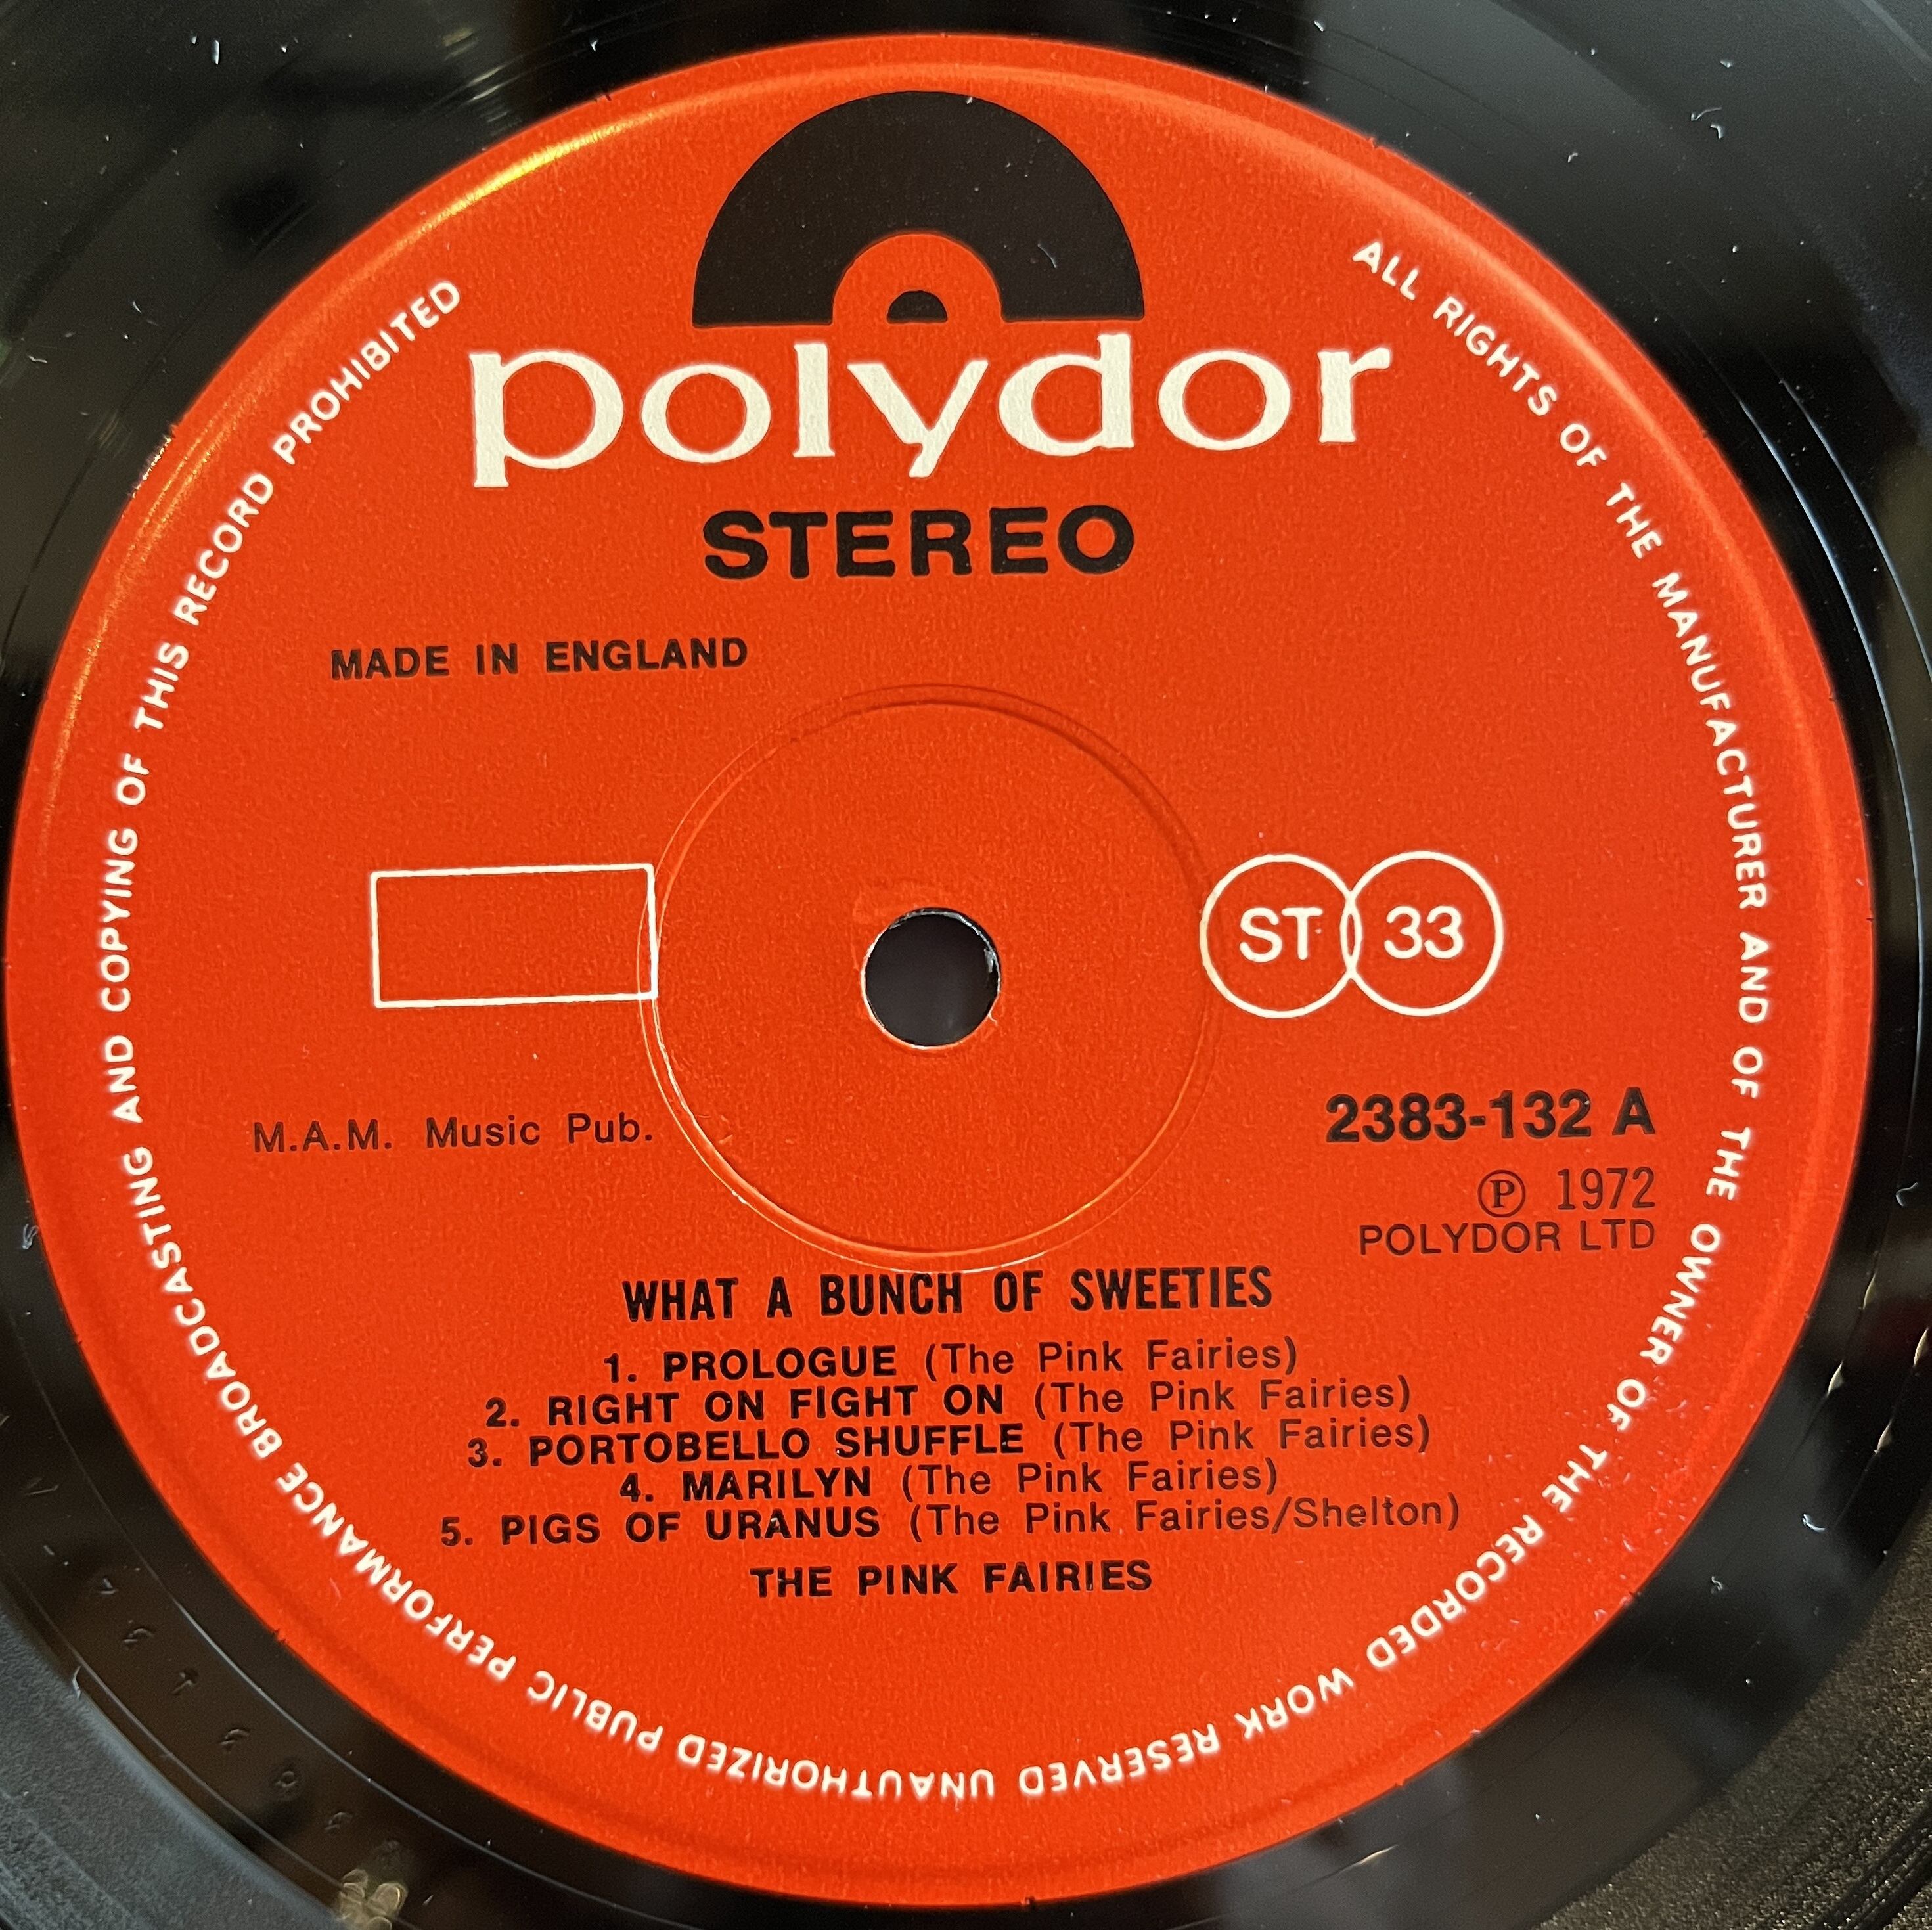 polydor
STEREO
MADE IN ENGLAND
ST 33
M.A.M. Music Pub.
2383-132 A
Ⓟ 1972
POLYDOR LTD
WHAT A BUNCH OF SWEETIES
1. PROLOGUE (The Pink Fairies)
2. RIGHT ON FIGHT ON (The Pink Fairies)
3. PORTOBELLO SHUFFLE (The Pink Fairies)
4. MARILYN (The Pink Fairies)
5. PIGS OF URANUS (The Pink Fairies/Shelton)
THE PINK FAIRIES
ALL RIGHTS OF THE MANUFACTURER AND OF THE OWNER OF THE RECORDED WORK RESERVED UNAUTHORIZED PUBLIC PERFORMANCE BROADCASTING AND COPYING OF THIS RECORD PROHIBITED